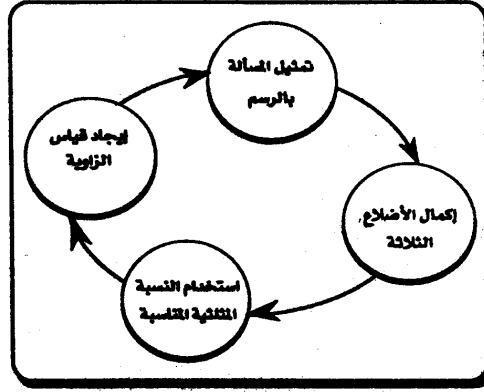 تمثيل المسألة
بالرسم
إكمال الأضلاع
الثلاثة
استخدام النسبة
المثلثية المناسبة
إيجاد قياس
الزاوية